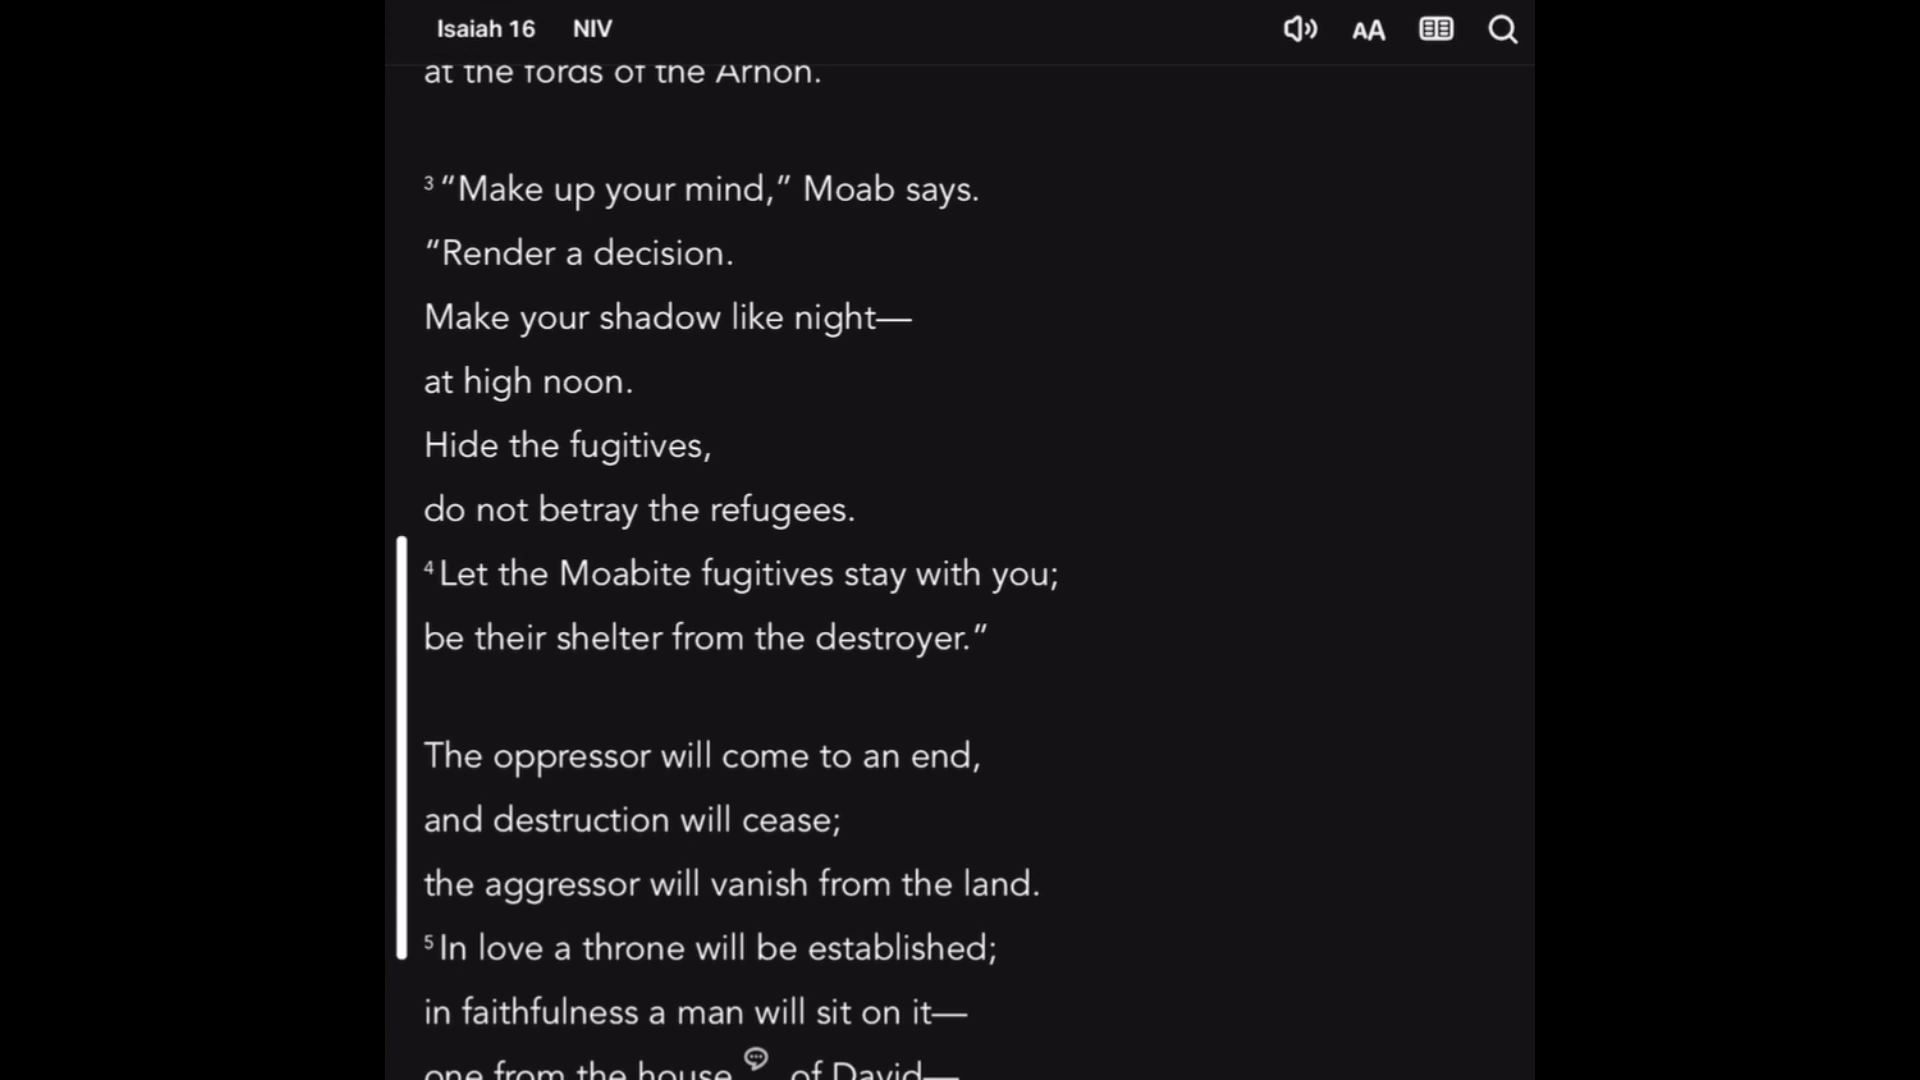 Isaiah 16 NIV AA
at the fords of the Arnon.
3 “Make up your mind,” Moab says.
“Render a decision.
Make your shadow like night—
at high noon.
Hide the fugitives,
do not betray the refugees.
4 Let the Moabite fugitives stay with you;
be their shelter from the destroyer.”
The oppressor will come to an end,
and destruction will cease;
the aggressor will vanish from the land.
5 In love a throne will be established;
in faithfulness a man will sit on it—
one from the house of David—